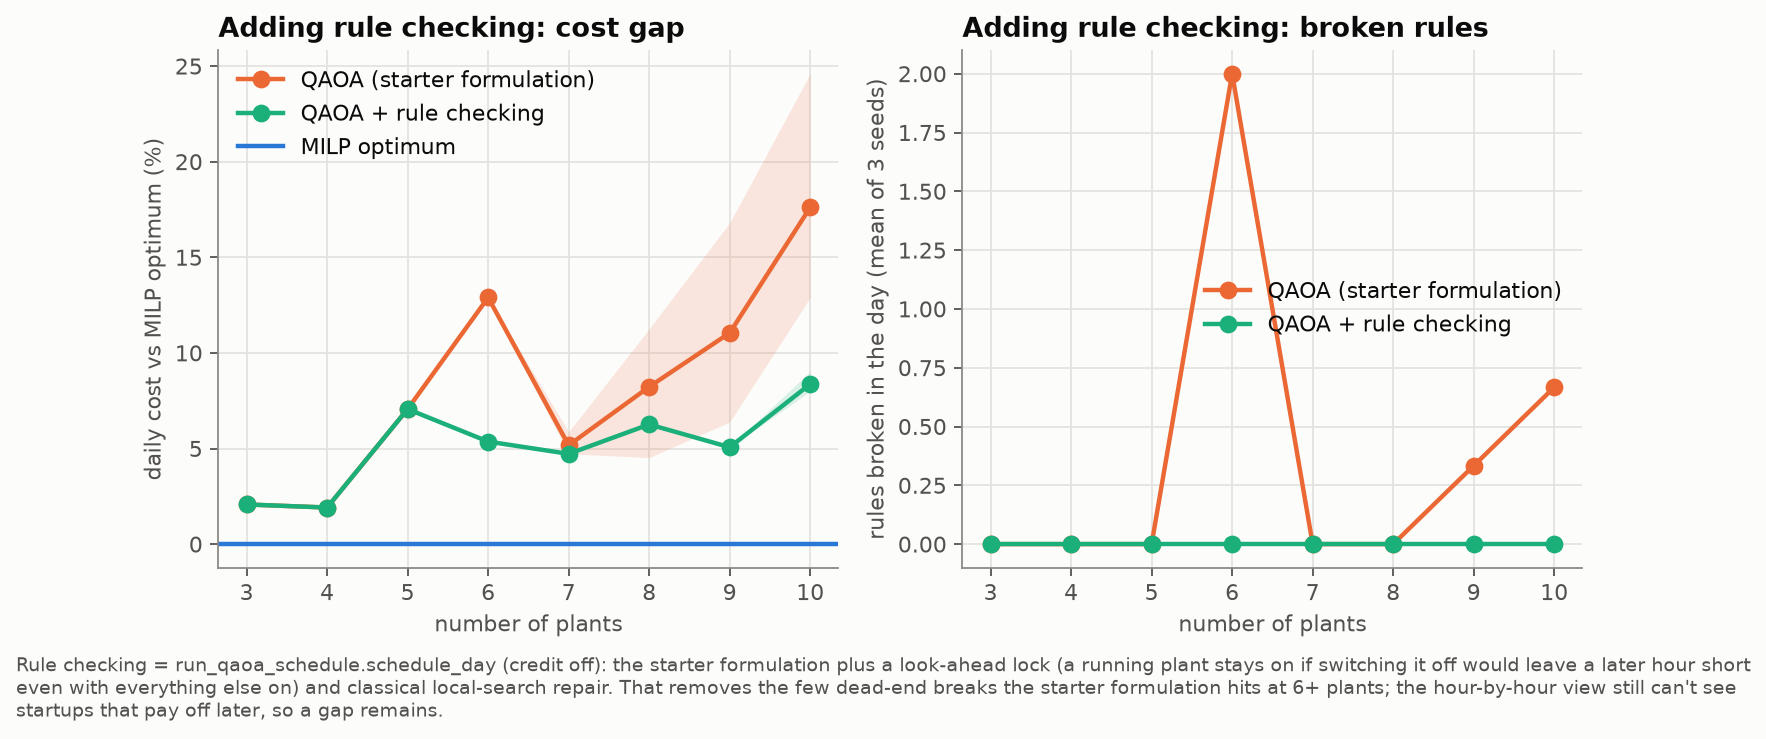 Adding rule checking: cost gap
QAOA (starter formulation)
QAOA + rule checking
MILP optimum
daily cost vs MILP optimum (%)
25
20
15
10
5
0
3 4 5 6 7 8 9 10
number of plants
Adding rule checking: broken rules
QAOA (starter formulation)
QAOA + rule checking
rules broken in the day (mean of 3 seeds)
2.00
1.75
1.50
1.25
1.00
0.75
0.50
0.25
0.00
3 4 5 6 7 8 9 10
number of plants
Rule checking = run_qaoa_schedule.schedule_day (credit off): the starter formulation plus a look-ahead lock (a running plant stays on if switching it off would leave a later hour short
even with everything else on) and classical local-search repair. That removes the few dead-end breaks the starter formulation hits at 6+ plants; the hour-by-hour view still can't see
startups that pay off later, so a gap remains.